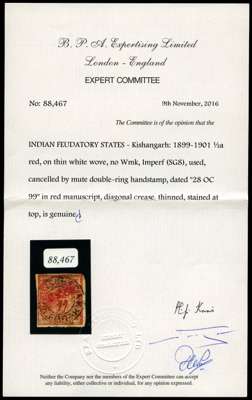 B. P. A. Expertising Limited
London - England
EXPERT COMMITTEE
No: 88,467
9th November, 2016
The Committee is of the opinion that the
INDIAN FEUDATORY STATES - Kishangarh: 1899-1901 ½a
red, on thin white wove, no Wmk, Imperf (SG8), used,
cancelled by mute double-ring handstamp, dated "28 OC
99" in red manuscript, diagonal crease, thinned, stained at
top, is genuine
88,467
Neither the Committee nor the members of the Expert Committee can accept
any liability, either collective or individual, for any opinion expressed.